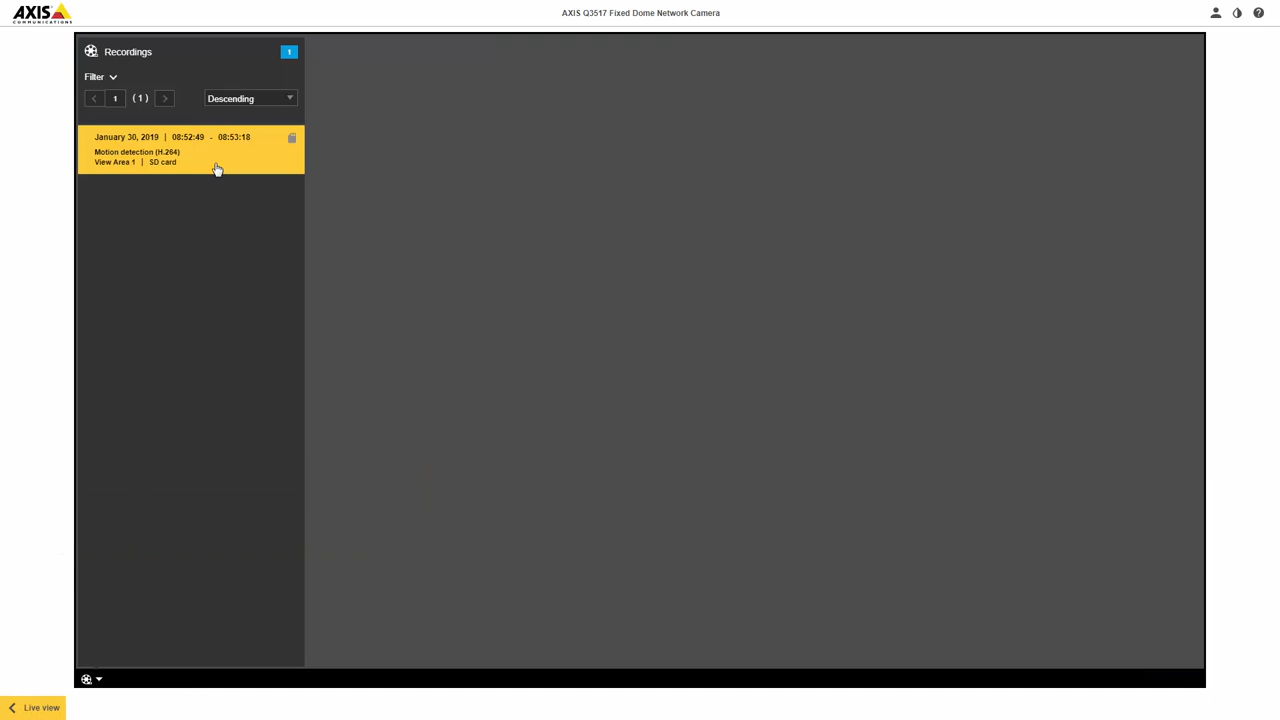 AXIS
COMMUNICATIONS
AXIS Q3517 Fixed Dome Network Camera
Recordings
1
Filter
1 ( 1 )
Descending
January 30, 2019 | 08:52:49 - 08:53:18
Motion detection (H.264)
View Area 1 | SD card
Live view